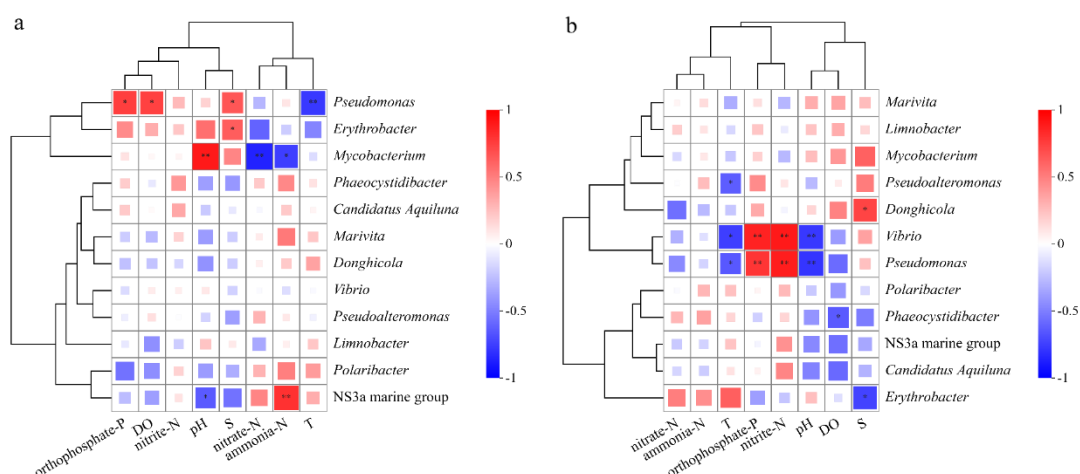 a
Pseudomonas
Erythrobacter
Mycobacterium
Phaeocystidibacter
Candidatus Aquiluna
Marivita
Donghicola
Vibrio
Pseudoalteromonas
Limnobacter
Polaribacter
NS3a marine group
* * * **
*
** ** *
* **
orthophosphate-P
DO
nitrite-N
pH
S
nitrate-N
ammonia-N
T
1
0.5
0
-0.5
-1
b
Marivita
Limnobacter
Mycobacterium
Pseudoalteromonas
Donghicola
Vibrio
Pseudomonas
Polaribacter
Phaeocystidibacter
NS3a marine group
Candidatus Aquiluna
Erythrobacter
*
*
* ** ** **
* ** ** **
*
*
nitrate-N
ammonia-N
T
orthophosphate-P
nitrite-N
pH
DO
S
1
0.5
0
-0.5
-1